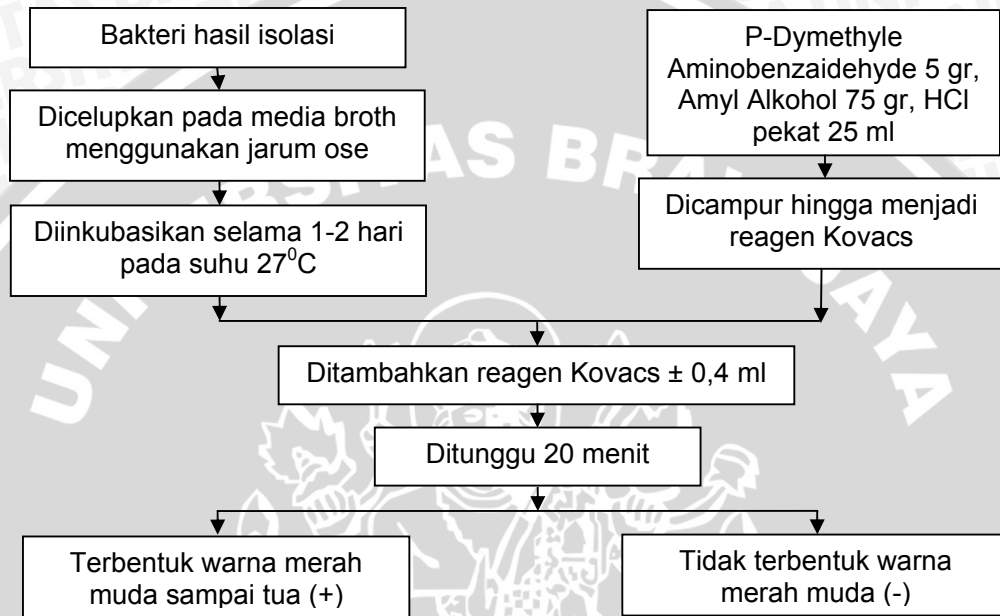 Bakteri hasil isolasi
Dicelupkan pada media broth
menggunakan jarum ose
Diinkubasikan selama 1-2 hari
pada suhu 27⁰C
P-Dymethyle
Aminobenzaidehyde 5 gr,
Amyl Alkohol 75 gr, HCl
pekat 25 ml
Dicampur hingga menjadi
reagen Kovacs
Ditambahkan reagen Kovacs ± 0,4 ml
Ditunggu 20 menit
Terbentuk warna merah
muda sampai tua (+)
Tidak terbentuk warna
merah muda (-)